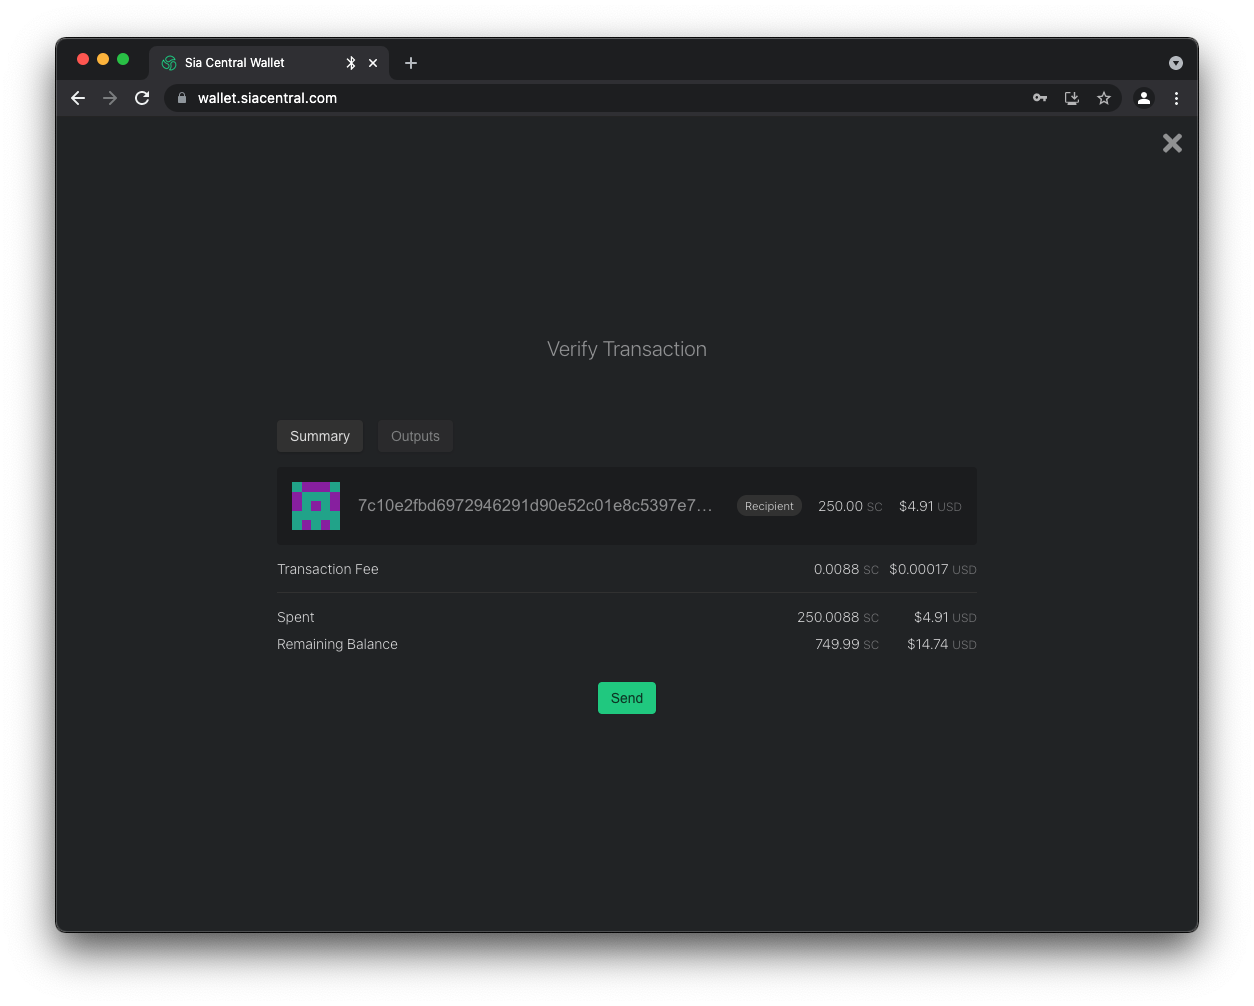 Sia Central Wallet
wallet.siacentral.com
Verify Transaction
Summary Outputs
7c10e2fbd6972946291d90e52c01e8c5397e7... Recipient 250.00 SC $4.91 USD
Transaction Fee 0.0088 SC $0.00017 USD
Spent 250.0088 SC $4.91 USD
Remaining Balance 749.99 SC $14.74 USD
Send